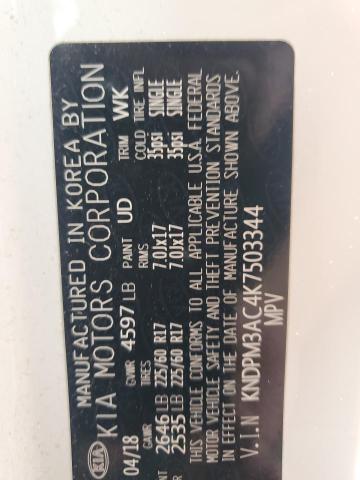 MANUFACTURED IN KOREA BY
KIA KIA MOTORS CORPORATION
04/18 GVWR 4597 LB PAINT UD TRIM WK
GAWR TIRES RIMS COLD TIRE INFL
2646 LB 225/60 R17 7.0Jx17 35psi SINGLE
2535 LB 225/60 R17 7.0Jx17 35psi SINGLE
THIS VEHICLE CONFORMS TO ALL APPLICABLE U.S.A. FEDERAL
MOTOR VEHICLE SAFETY AND THEFT PREVENTION STANDARDS
IN EFFECT ON THE DATE OF MANUFACTURE SHOWN ABOVE.
V.I.N KNDPM3AC4K7503344
MPV